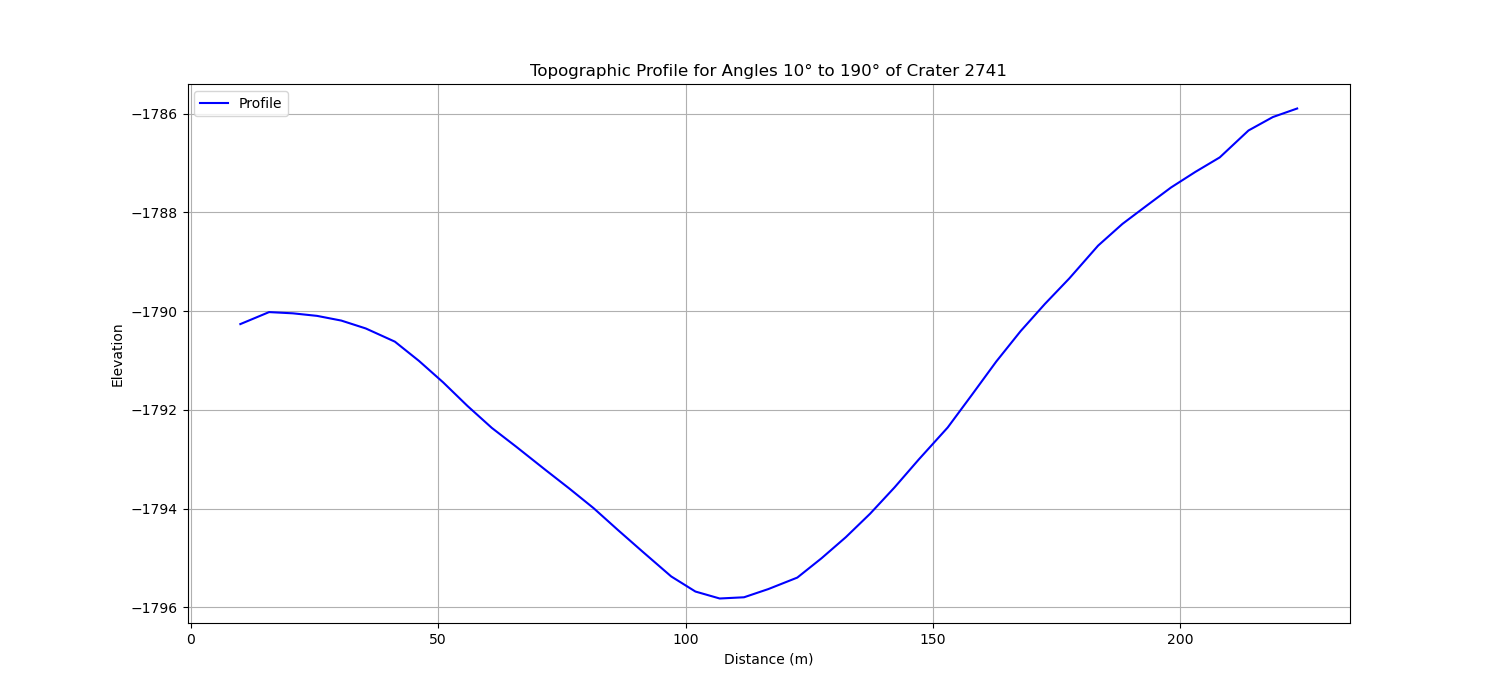 Topographic Profile for Angles 10° to 190° of Crater 2741
Profile
−1786
−1788
−1790
−1792
−1794
−1796
Elevation
0
50
100
150
200
Distance (m)